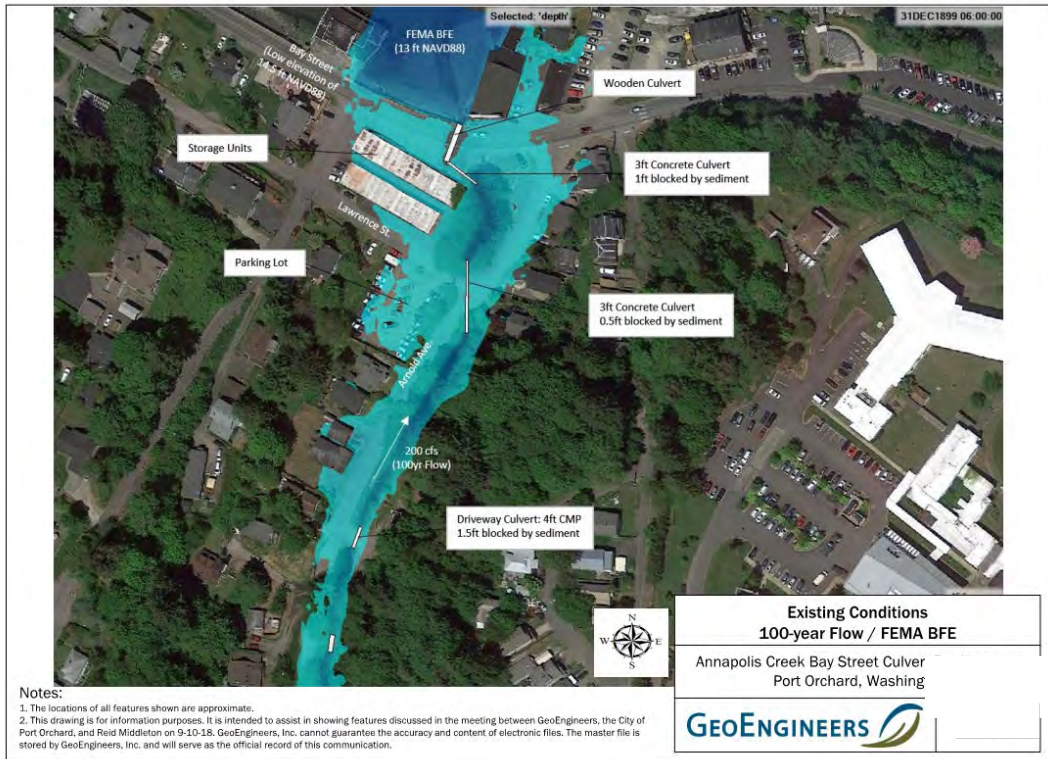 Selected: 'depth'
31DEC1899 06:00:00
FEMA BFE
(13 ft NAVD88)
Bay Street
(Low elevation of
14.5 ft NAVD88)
Wooden Culvert
Storage Units
3ft Concrete Culvert
1ft blocked by sediment
Lawrence St.
Parking Lot
3ft Concrete Culvert
0.5ft blocked by sediment
Arnold Ave.
200 cfs
(100yr Flow)
Driveway Culvert: 4ft CMP
1.5ft blocked by sediment
N
W E
S
Existing Conditions
100-year Flow / FEMA BFE
Annapolis Creek Bay Street
Port Orchard,
GEOENGINEERS
Notes:
1. The locations of all features shown are approximate.
2. This drawing is for information purposes. It is intended to assist in showing features discussed in the meeting between GeoEngineers, the City of
Port Orchard, and Reid Middleton on 9-10-18. GeoEngineers, Inc. cannot guarantee the accuracy and content of electronic files. The master file is
stored by GeoEngineers, Inc. and will serve as the official record of this communication.